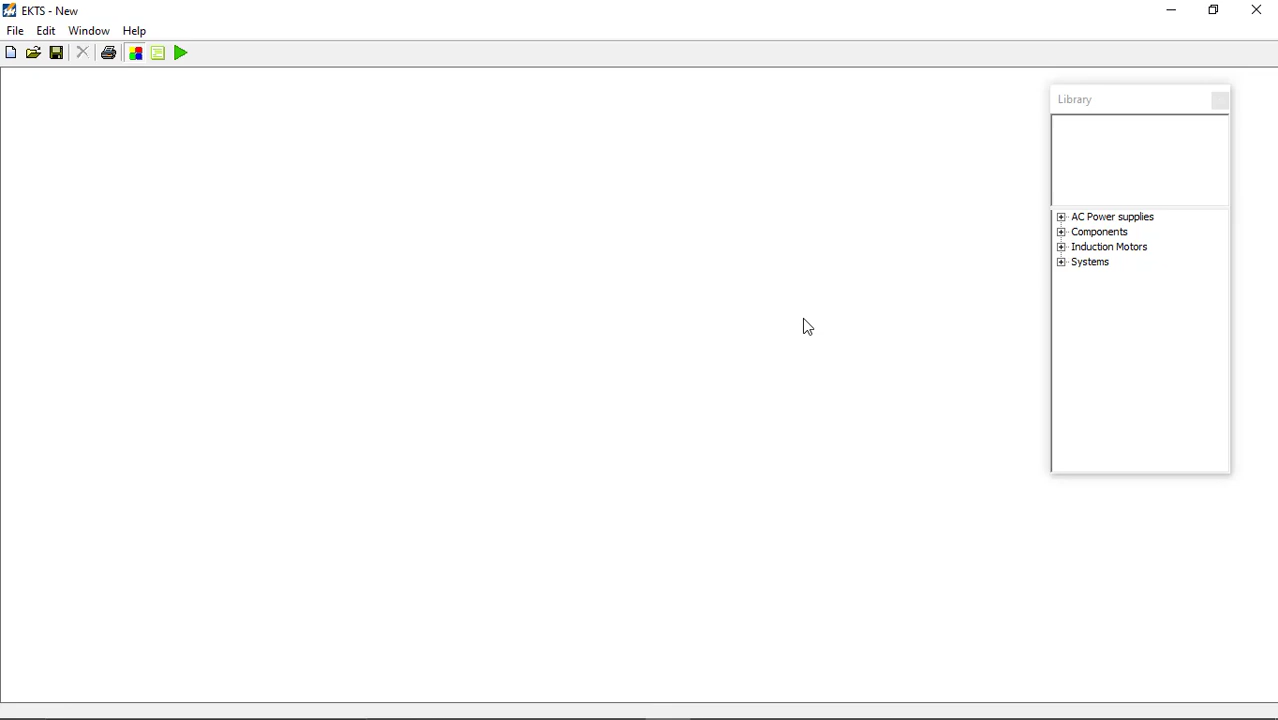 EKTS - New
File Edit Window Help
Library
AC Power supplies
Components
Induction Motors
Systems